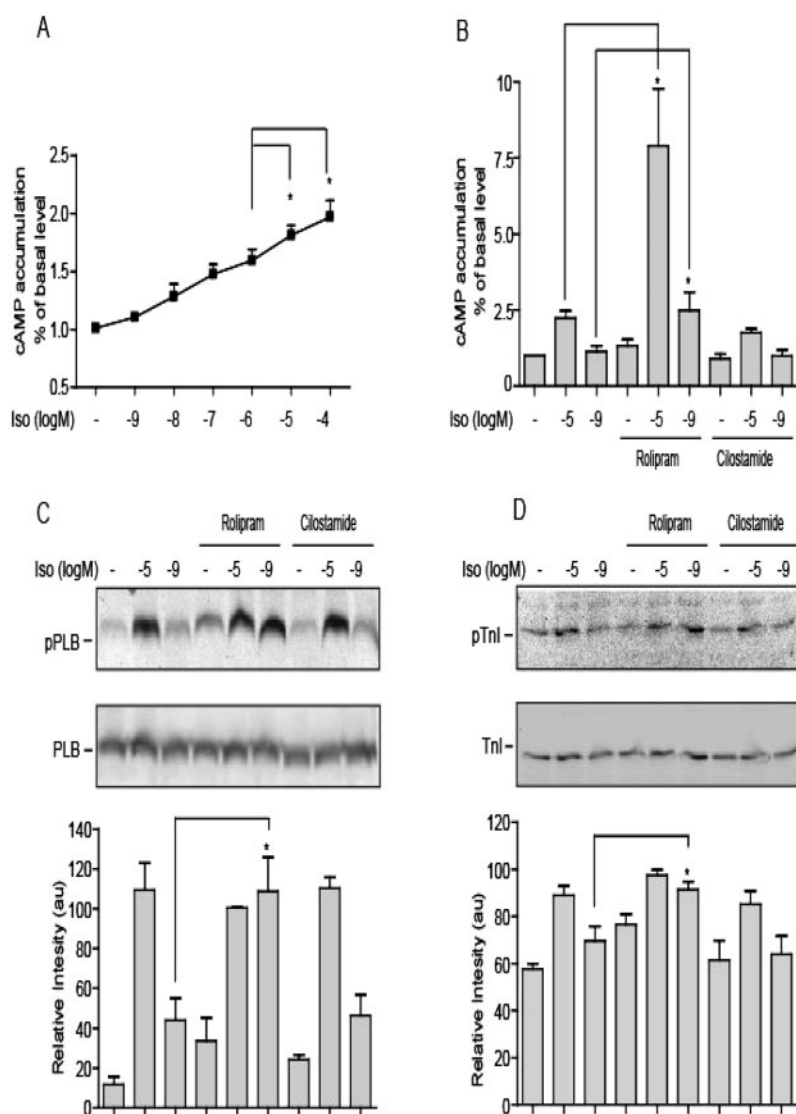 A
cAMP accumulation
% of basal level
2.5
2.0
1.5
1.0
0.5
*
*
Iso (logM) - -9 -8 -7 -6 -5 -4
B
cAMP accumulation
% of basal level
10
7.5
5
2.5
0
*
*
Iso (logM) - -5 -9 - -5 -9 - -5 -9
Rolipram Cilostamide
C
Rolipram Cilostamide
Iso (logM) - -5 -9 - -5 -9 - -5 -9
pPLB
PLB
Relative Intesity (au)
140
120
100
80
60
40
20
0
*
D
Rolipram Cilostamide
Iso (logM) - -5 -9 - -5 -9 - -5 -9
pTnI
TnI
Relative Intesity (au)
120
100
80
60
40
20
0
*